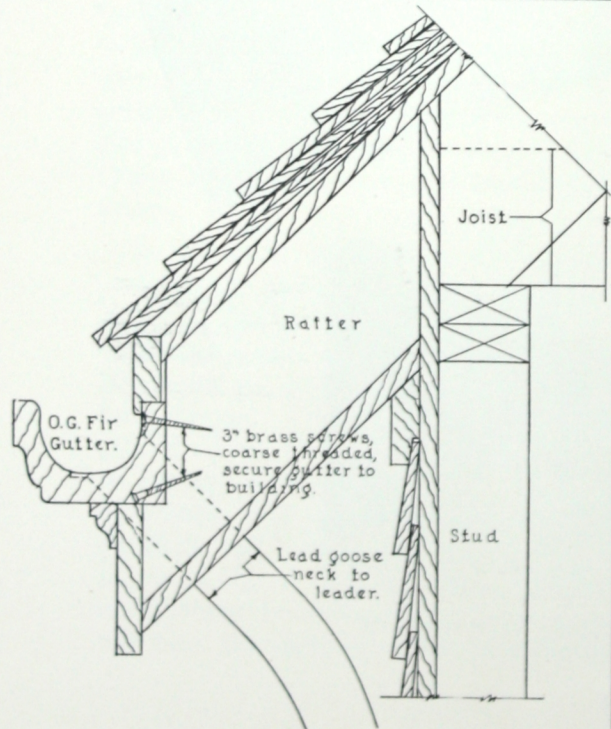 Joist
Rafter
O.G. Fir
Gutter.
3" brass screws,
coarse threaded,
secure gutter to
building.
Stud
Lead goose
neck to
leader.